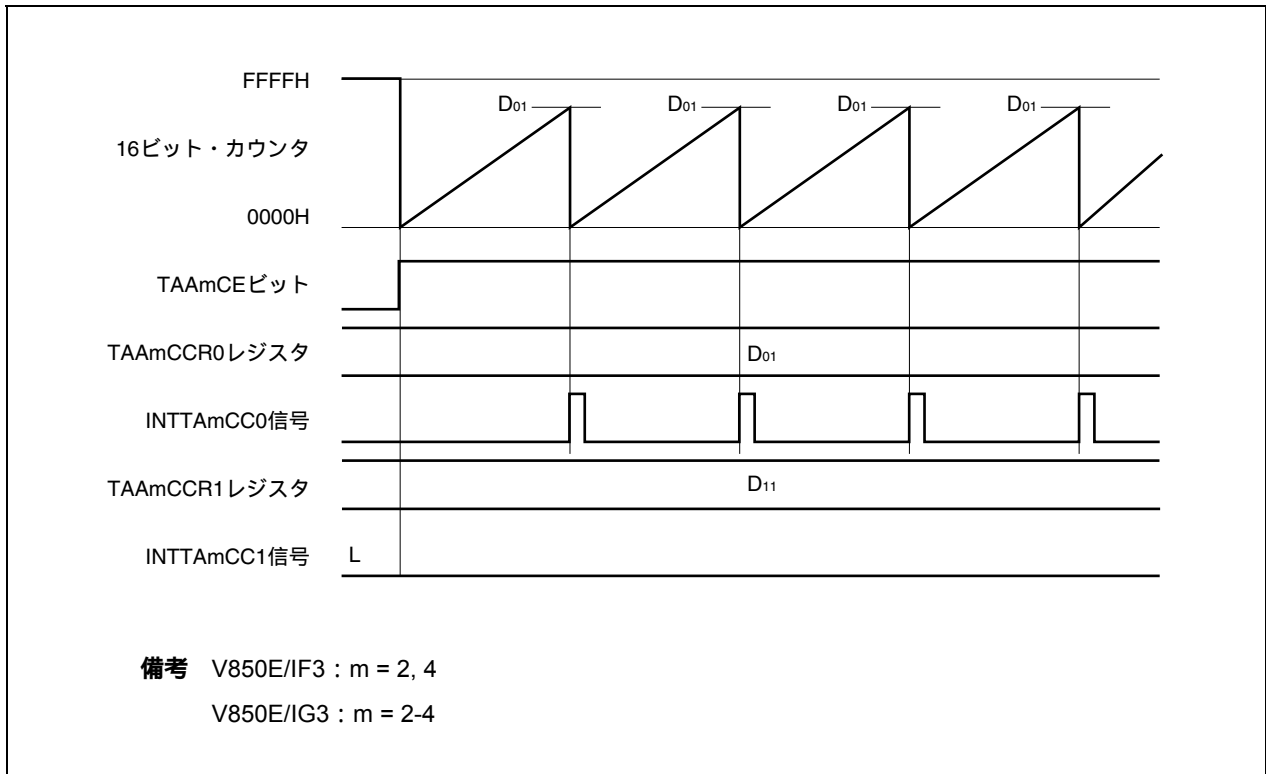 FFFFH
D01 D01 D01 D01
16ビット・カウンタ
0000H
TAAmCEビット
TAAmCCR0レジスタ D01
INTTAmCC0信号
TAAmCCR1レジスタ D11
INTTAmCC1信号 L
備考 V850E/IF3：m = 2, 4
V850E/IG3：m = 2-4